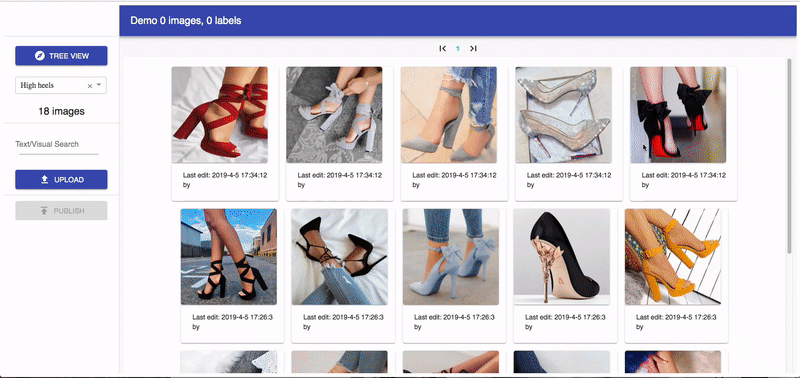 Demo 0 images, 0 labels
TREE VIEW
High heels
18 images
Text/Visual Search
UPLOAD
PUBLISH
1
Last edit: 2019-4-5 17:34:12
by
Last edit: 2019-4-5 17:34:12
by
Last edit: 2019-4-5 17:34:12
by
Last edit: 2019-4-5 17:34:12
by
Last edit: 2019-4-5 17:34:12
by
Last edit: 2019-4-5 17:26:3
by
Last edit: 2019-4-5 17:26:3
by
Last edit: 2019-4-5 17:26:3
by
Last edit: 2019-4-5 17:26:3
by
Last edit: 2019-4-5 17:26:3
by